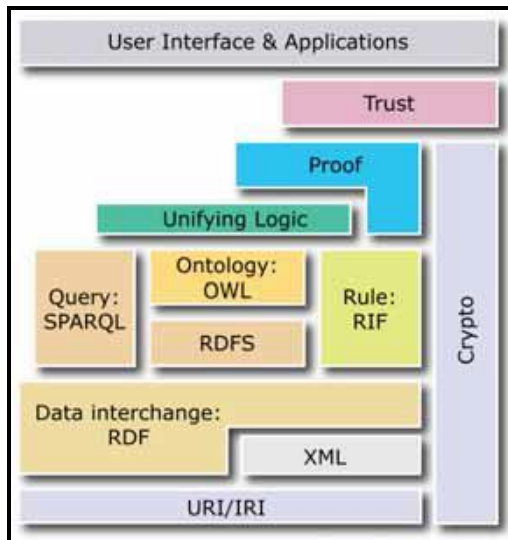 User Interface & Applications
Trust
Proof
Unifying Logic
Query:
SPARQL
Ontology:
OWL
RDFS
Rule:
RIF
Crypto
Data interchange:
RDF
XML
URI/IRI